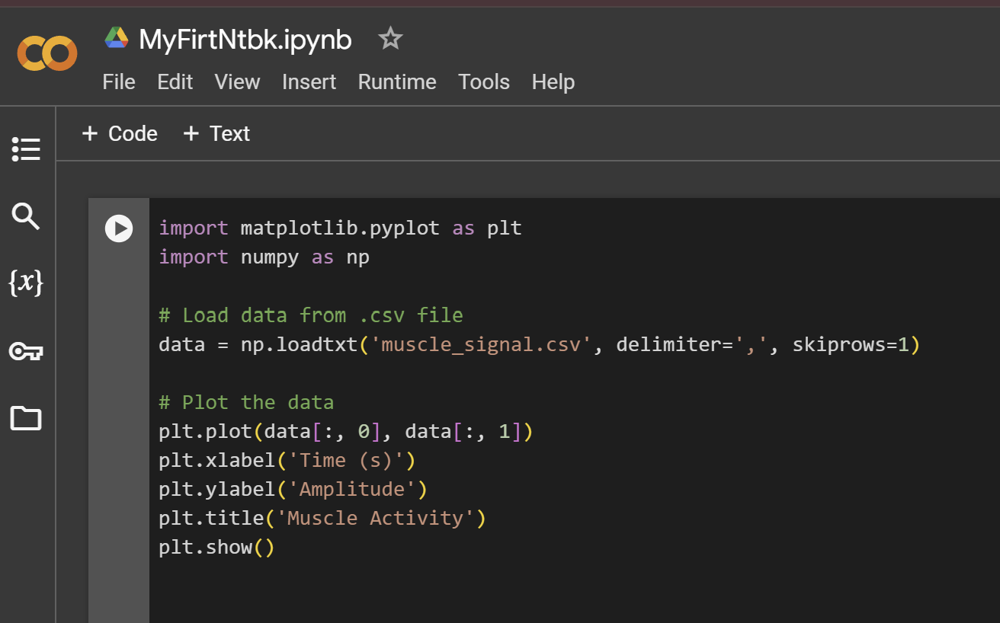 MyFirtNtbk.ipynb
File Edit View Insert Runtime Tools Help
+ Code + Text
{x}
import matplotlib.pyplot as plt
import numpy as np
# Load data from .csv file
data = np.loadtxt('muscle_signal.csv', delimiter=',', skiprows=1)
# Plot the data
plt.plot(data[:, 0], data[:, 1])
plt.xlabel('Time (s)')
plt.ylabel('Amplitude')
plt.title('Muscle Activity')
plt.show()